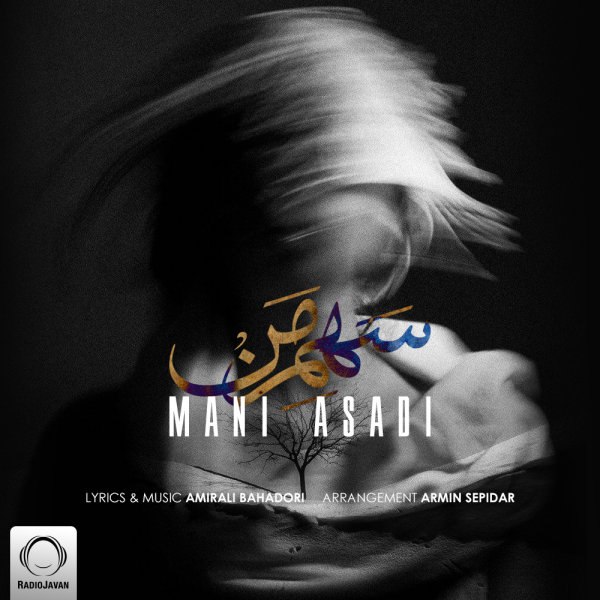 سهم من
MANI ASADI
LYRICS & MUSIC AMIRALI BAHADORI ARRANGEMENT ARMIN SEPIDAR
RADIOJAVAN